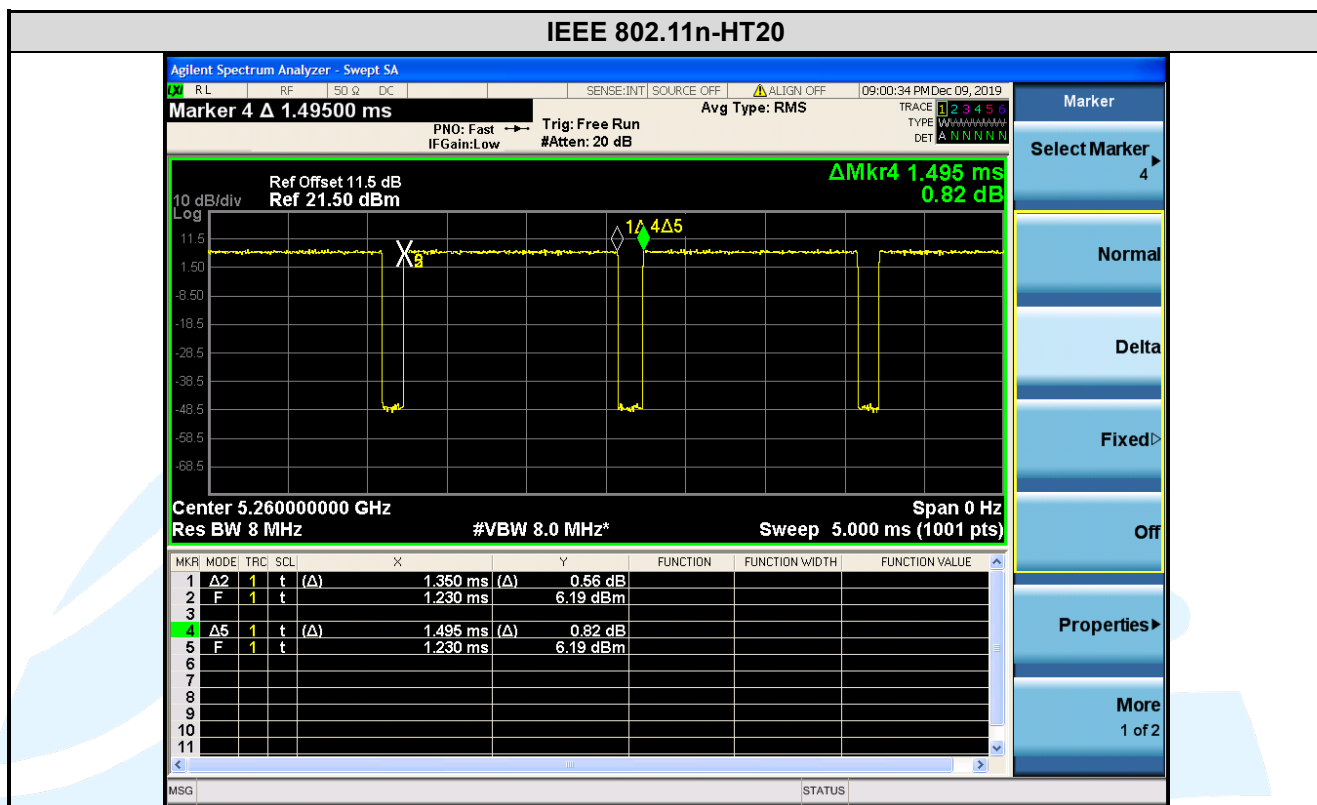 IEEE 802.11n-HT20
Agilent Spectrum Analyzer - Swept SA
LXI RL RF 50 Ω DC SENSE:INT SOURCE OFF ALIGN OFF 09:00:34 PM Dec 09, 2019
Marker 4 Δ 1.49500 ms
PNO: Fast
IFGain:Low
Trig: Free Run
#Atten: 20 dB
Avg Type: RMS
TRACE 1 2 3 4 5 6
TYPE WWWWWW
DET A N N N N N
ΔMkr4 1.495 ms
0.82 dB
Ref Offset 11.5 dB
10 dB/div Ref 21.50 dBm
Log
11.5
1.50
-8.50
-18.5
-28.5
-38.5
-48.5
-58.5
-68.5
4Δ5
Center 5.260000000 GHz Span 0 Hz
Res BW 8 MHz #VBW 8.0 MHz* Sweep 5.000 ms (1001 pts)
MKR MODE TRC SCL X Y FUNCTION FUNCTION WIDTH FUNCTION VALUE
1 Δ2 1 t (Δ) 1.350 ms (Δ) 0.56 dB
2 F 1 t 1.230 ms 6.19 dBm
3
4 Δ5 1 t (Δ) 1.495 ms (Δ) 0.82 dB
5 F 1 t 1.230 ms 6.19 dBm
6
7
8
9
10
11
MSG STATUS
Marker
Select Marker
4
Normal
Delta
Fixed
Off
Properties
More
1 of 2